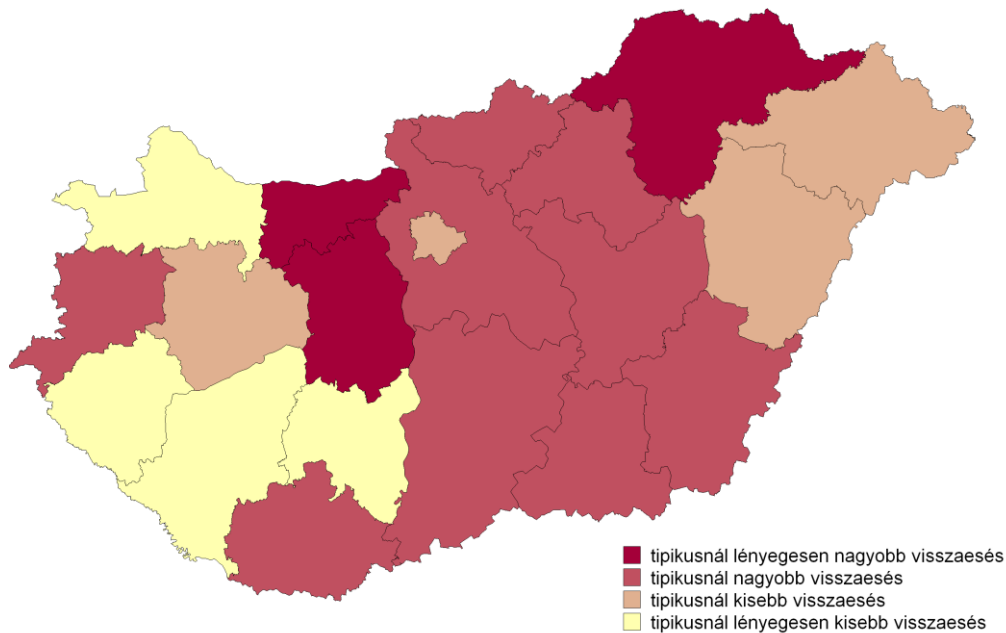 tipikusnál lényegesen nagyobb visszaesés
tipikusnál nagyobb visszaesés
tipikusnál kisebb visszaesés
tipikusnál lényegesen kisebb visszaesés